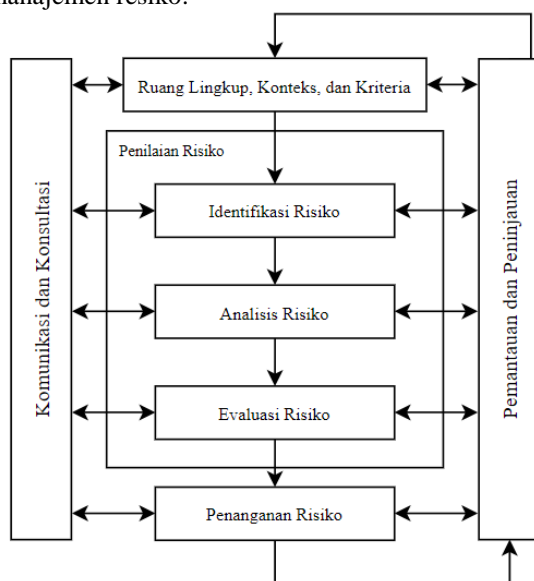 manajemen risiko.
Ruang Lingkup, Konteks, dan Kriteria
Penilaian Risiko
Identifikasi Risiko
Analisis Risiko
Evaluasi Risiko
Penanganan Risiko
Komunikasi dan Konsultasi
Pemantauan dan Peninjauan